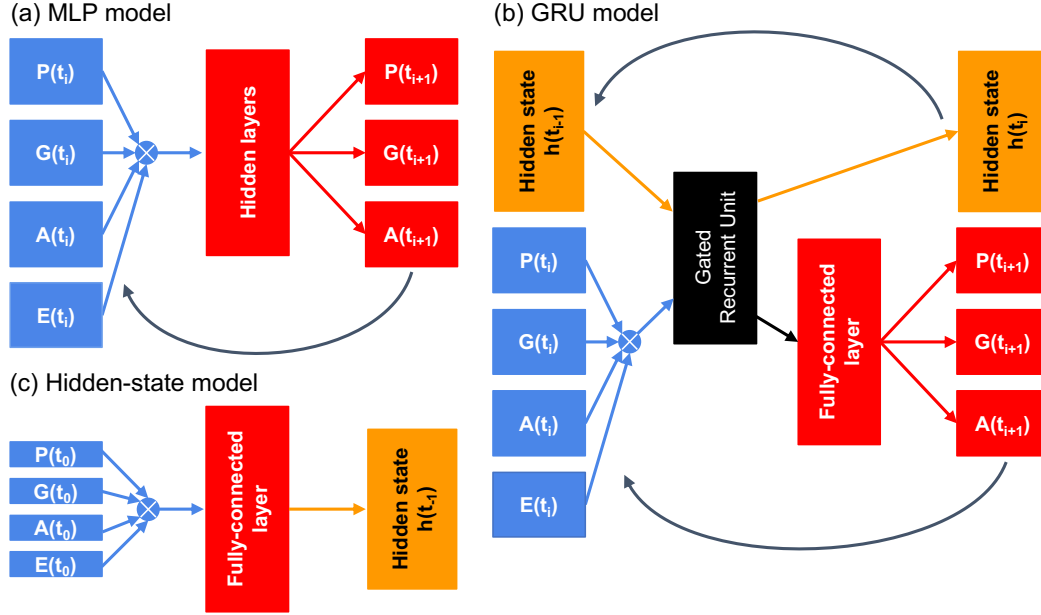 (a) MLP model
P(tᵢ)
G(tᵢ)
A(tᵢ)
E(tᵢ)
Hidden layers
P(tᵢ₊₁)
G(tᵢ₊₁)
A(tᵢ₊₁)
(b) GRU model
Hidden state
h(tᵢ₋₁)
P(tᵢ)
G(tᵢ)
A(tᵢ)
E(tᵢ)
Gated
Recurrent Unit
Fully-connected
layer
Hidden state
h(tᵢ)
P(tᵢ₊₁)
G(tᵢ₊₁)
A(tᵢ₊₁)
(c) Hidden-state model
P(t₀)
G(t₀)
A(t₀)
E(t₀)
Fully-connected
layer
Hidden state
h(t₋₁)